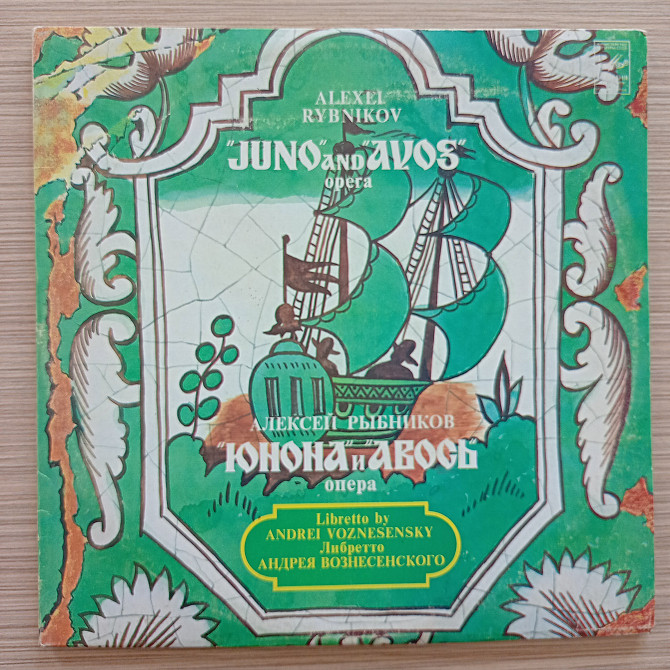 ALEXEI
RYBNIKOV
"JUNO" AND "AVOS"
opera
АЛЕКСЕЙ РЫБНИКОВ
"ЮНОНА" И "АВОСЬ"
опера
Libretto by
ANDREI VOZNESENSKY
Либретто
АНДРЕЯ ВОЗНЕСЕНСКОГО